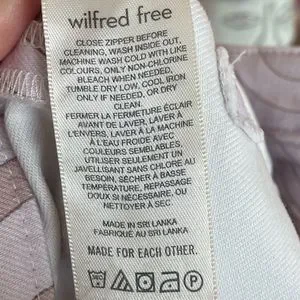 wilfred free
CLOSE ZIPPER BEFORE
CLEANING, WASH INSIDE OUT,
MACHINE WASH COLD WITH LIKE
COLOURS, ONLY NON-CHLORINE
BLEACH WHEN NEEDED,
TUMBLE DRY LOW, COOL IRON
ONLY IF NEEDED, OR DRY
CLEAN.
FERMER LA FERMETURE ÉCLAIR
AVANT DE LAVER, LAVER À
L'ENVERS, LAVER À LA MACHINE
À L'EAU FROIDE AVEC
COULEURS SEMBLABLES,
UTILISER SEULEMENT UN
JAVELLISANT SANS CHLORE AU
BESOIN, SÉCHER À BASSE
TEMPÉRATURE, REPASSAGE
DOUX SI NÉCESSAIRE, OU
NETTOYER À SEC
MADE IN SRI LANKA
FABRIQUÉ AU SRI LANKA
MADE FOR EACH OTHER.